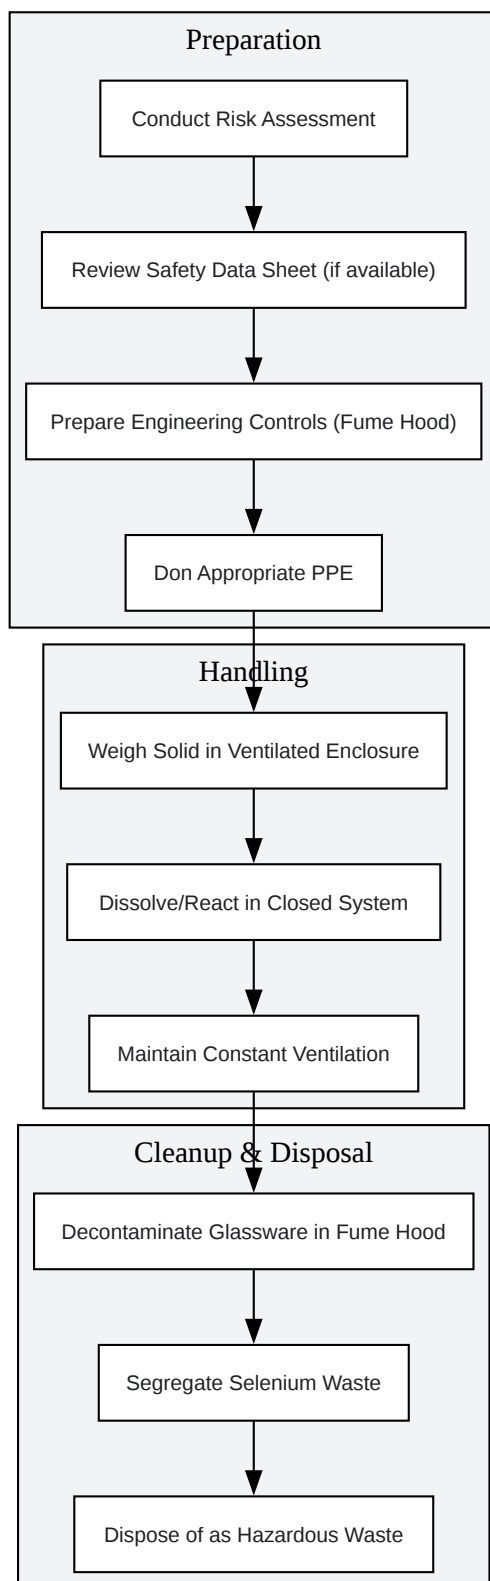 Preparation
Conduct Risk Assessment
Review Safety Data Sheet (if available)
Prepare Engineering Controls (Fume Hood)
Don Appropriate PPE
Handling
Weigh Solid in Ventilated Enclosure
Dissolve/React in Closed System
Maintain Constant Ventilation
Cleanup & Disposal
Decontaminate Glassware in Fume Hood
Segregate Selenium Waste
Dispose of as Hazardous Waste